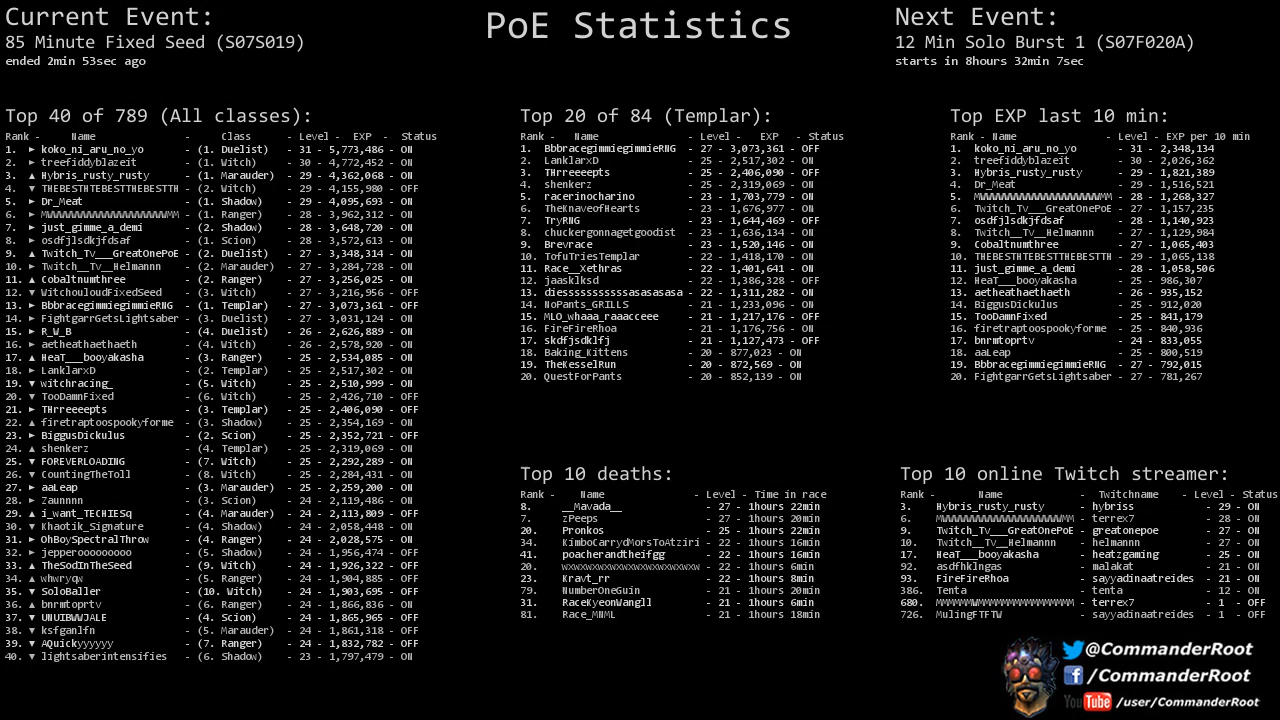 Current Event:
85 Minute Fixed Seed (S07S019)
ended 2min 53sec ago
PoE Statistics
Next Event:
12 Min Solo Burst 1 (S07F020A)
starts in 8hours 32min 7sec
Top 40 of 789 (All classes):
Rank - Name - Class - Level - EXP - Status
1. ► koko_ni_aru_no_yo - (1. Duelist) - 31 - 5,773,486 - ON
2. ► treefiddyblazeit - (1. Witch) - 30 - 4,772,452 - ON
3. ▲ Hybris_rusty_rusty - (1. Marauder) - 29 - 4,362,068 - ON
4. ▼ THEBESTHTEBESTTHEBESTTH - (2. Witch) - 29 - 4,155,980 - OFF
5. ► Dr_Meat - (1. Shadow) - 29 - 4,095,693 - ON
6. ► - (1. Ranger) - 28 - 3,962,312 - ON
7. ► just_gimme_a_demi - (2. Shadow) - 28 - 3,648,720 - ON
8. ► osdfjlsdkjfdsaf - (1. Scion) - 28 - 3,572,613 - ON
9. ▲ Twitch_Tv___GreatOnePoE - (2. Duelist) - 27 - 3,348,314 - ON
10. ► Twitch__Tv__Helmannn - (2. Marauder) - 27 - 3,284,728 - ON
11. ▲ Cobaltnumthree - (2. Ranger) - 27 - 3,256,025 - ON
12. ▼ WitchouloudFixedSeed - (3. Witch) - 27 - 3,216,956 - OFF
13. ► BbbracegimmiegimmieRNG - (1. Templar) - 27 - 3,073,361 - OFF
14. ► FightgarrGetsLightsaber - (3. Duelist) - 27 - 3,031,124 - ON
15. ► R_W_B - (4. Duelist) - 26 - 2,626,889 - ON
16. ► aetheathaethaeth - (4. Witch) - 26 - 2,578,920 - ON
17. ▲ HeaT___booyakasha - (3. Ranger) - 25 - 2,534,085 - ON
18. ► LanklarxD - (2. Templar) - 25 - 2,517,302 - ON
19. ▼ witchracing_ - (5. Witch) - 25 - 2,510,999 - ON
20. ▼ TooDamnFixed - (6. Witch) - 25 - 2,426,710 - OFF
21. ► THrreeeepts - (3. Templar) - 25 - 2,406,090 - OFF
22. ▲ firetraptoospookyforme - (3. Shadow) - 25 - 2,354,169 - ON
23. ► BiggusDickulus - (2. Scion) - 25 - 2,352,721 - OFF
24. ▲ shenkerz - (4. Templar) - 25 - 2,319,069 - ON
25. ▼ FOREVERLOADING - (7. Witch) - 25 - 2,292,289 - ON
26. ▼ CountingTheToll - (8. Witch) - 25 - 2,284,431 - ON
27. ► aaLeap - (3. Marauder) - 25 - 2,259,200 - ON
28. ► Zaunnnn - (3. Scion) - 24 - 2,119,486 - ON
29. ▲ i_want_TECHIESq - (4. Marauder) - 24 - 2,113,809 - OFF
30. ▼ Khaotik_Signature - (4. Shadow) - 24 - 2,058,448 - ON
31. ▲ OhBoySpectralThrow - (4. Ranger) - 24 - 2,028,575 - ON
32. ► jepperooooooooo - (5. Shadow) - 24 - 1,956,474 - OFF
33. ▲ TheSodInTheSeed - (9. Witch) - 24 - 1,926,322 - OFF
34. ▲ whwryqw - (5. Ranger) - 24 - 1,904,885 - OFF
35. ▼ SoloBaller - (10. Witch) - 24 - 1,903,695 - OFF
36. ▲ bnrmtoprtv - (6. Ranger) - 24 - 1,866,836 - ON
37. ▼ UNUIBWWJALE - (4. Scion) - 24 - 1,865,965 - OFF
38. ▼ ksfganlfn - (5. Marauder) - 24 - 1,861,318 - OFF
39. ▼ AQuickyyyyyy - (7. Ranger) - 24 - 1,832,782 - OFF
40. ▼ lightsaberintensifies - (6. Shadow) - 23 - 1,797,479 - ON
Top 20 of 84 (Templar):
Rank - Name - Level - EXP - Status
1. BbbracegimmiegimmieRNG - 27 - 3,073,361 - OFF
2. LanklarxD - 25 - 2,517,302 - ON
3. THrreeeepts - 25 - 2,406,090 - OFF
4. shenkerz - 25 - 2,319,069 - ON
5. racerinocharino - 23 - 1,703,779 - ON
6. TheKnaveofHearts - 23 - 1,676,977 - ON
7. TryRNG - 23 - 1,644,469 - OFF
8. chuckergonnagetgoodist - 23 - 1,636,134 - ON
9. Brevrace - 23 - 1,520,146 - ON
10. TofuTriesTemplar - 22 - 1,418,170 - ON
11. Race__Xethras - 22 - 1,401,641 - ON
12. jaasklksd - 22 - 1,386,328 - OFF
13. diesssssssssssasasasasa - 22 - 1,311,282 - ON
14. NoPants_GRILLS - 21 - 1,233,096 - ON
15. MLO_whaaa_raaacceee - 21 - 1,217,176 - OFF
16. FireFireRhoa - 21 - 1,176,756 - ON
17. skdfjsdklfj - 21 - 1,127,473 - OFF
18. Baking_Kittens - 20 - 877,023 - ON
19. TheKesselRun - 20 - 872,569 - ON
20. QuestForPants - 20 - 852,139 - ON
Top EXP last 10 min:
Rank - Name - Level - EXP per 10 min
1. koko_ni_aru_no_yo - 31 - 2,348,134
2. treefiddyblazeit - 30 - 2,026,362
3. Hybris_rusty_rusty - 29 - 1,821,389
4. Dr_Meat - 29 - 1,516,521
5. - 28 - 1,268,327
6. Twitch_Tv___GreatOnePoE - 27 - 1,157,235
7. osdfjlsdkjfdsaf - 28 - 1,140,923
8. Twitch__Tv__Helmannn - 27 - 1,129,984
9. Cobaltnumthree - 27 - 1,065,403
10. THEBESTHTEBESTTHEBESTTH - 29 - 1,065,138
11. just_gimme_a_demi - 28 - 1,058,506
12. HeaT___booyakasha - 25 - 986,307
13. aetheathaethaeth - 26 - 935,152
14. BiggusDickulus - 25 - 912,020
15. TooDamnFixed - 25 - 841,179
16. firetraptoospookyforme - 25 - 840,936
17. bnrmtoprtv - 24 - 833,055
18. aaLeap - 25 - 800,519
19. BbbracegimmiegimmieRNG - 27 - 792,015
20. FightgarrGetsLightsaber - 27 - 781,267
Top 10 deaths:
Rank - Name - Level - Time in race
8. __Mavada__ - 27 - 1hours 22min
7. zPeeps - 27 - 1hours 20min
20. Pronkos - 25 - 1hours 22min
34. KimboCarrydMorsToAtziri - 22 - 1hours 16min
41. poacherandtheifgg - 22 - 1hours 16min
20. - 22 - 1hours 6min
23. Kravt_rr - 22 - 1hours 8min
79. NumberOneGuin - 21 - 1hours 20min
31. RaceKyeonWangll - 21 - 1hours 6min
81. Race_MNML - 21 - 1hours 18min
Top 10 online Twitch streamer:
Rank - Name - Twitchname - Level - Status
3. Hybris_rusty_rusty - hybriss - 29 - ON
6. - terrex7 - 28 - ON
9. Twitch_Tv___GreatOnePoE - greatonepoe - 27 - ON
10. Twitch__Tv__Helmannn - helmannn - 27 - ON
17. HeaT___booyakasha - heatzgaming - 25 - ON
92. asdfhklngas - malakat - 21 - ON
93. FireFireRhoa - sayyadinaatreides - 21 - ON
386. Tenta - tenta - 12 - ON
680. - terrex7 - 1 - OFF
726. MulingFTFTW - sayyadinaatreides - 1 - OFF
@CommanderRoot
f /CommanderRoot
YouTube /user/CommanderRoot